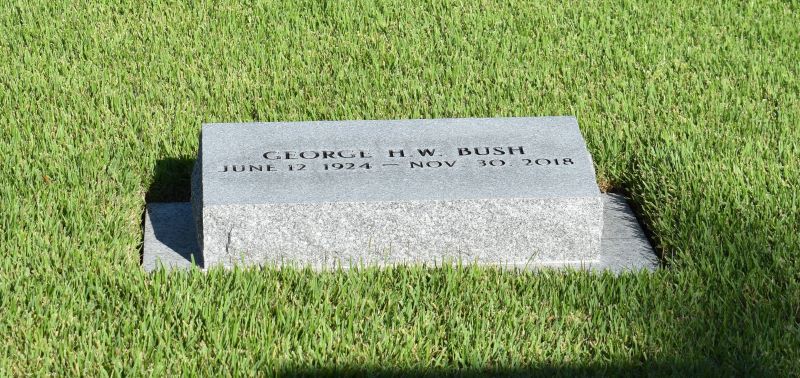 GEORGE H.W. BUSH
JUNE 12, 1924 – NOV. 30, 2018